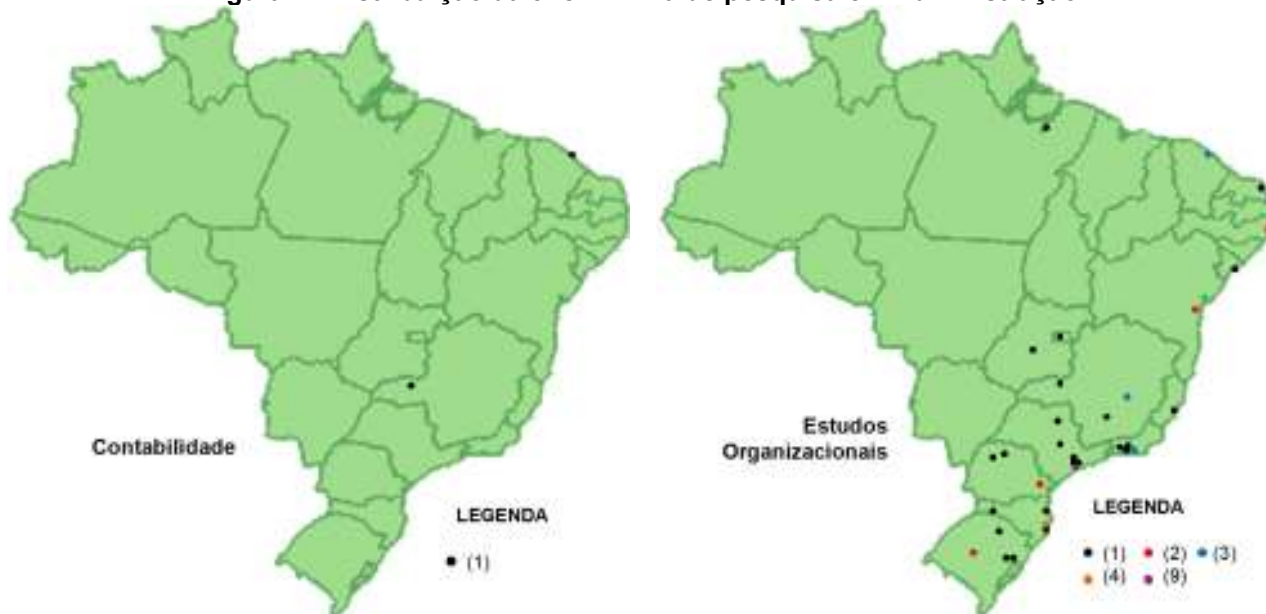 Contabilidade
LEGENDA
(1)
Estudos
Organizacionais
LEGENDA
(1) (2) (3)
(4) (9)